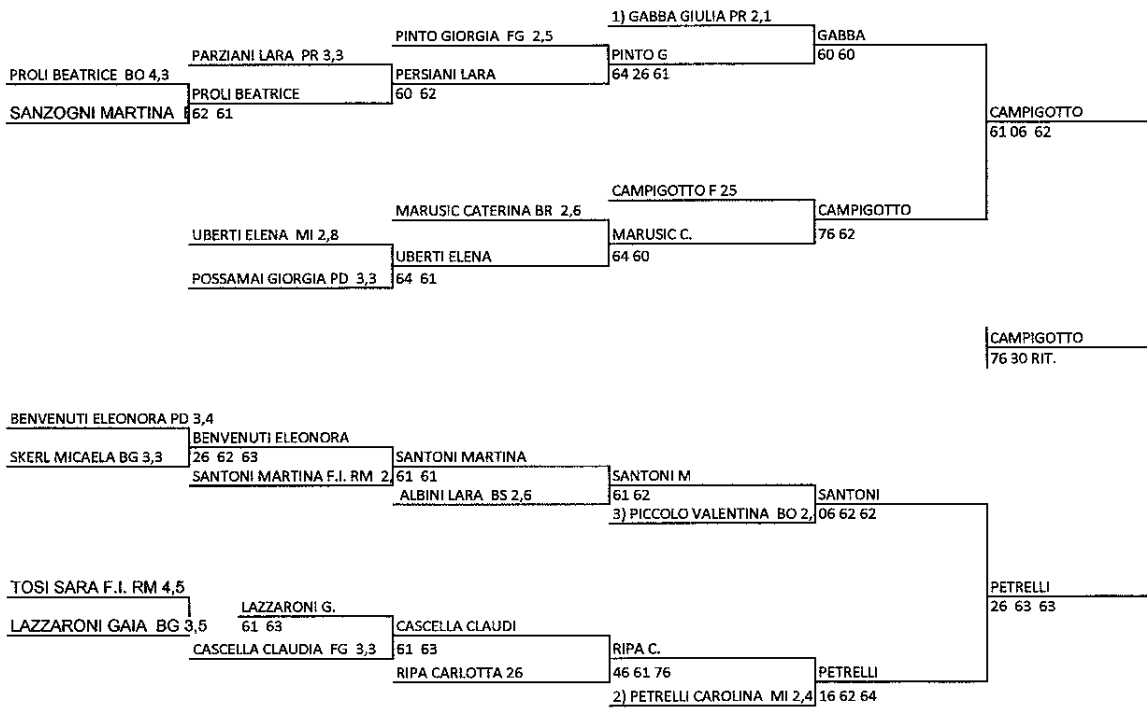 1) GABBA GIULIA PR 2,1
PINTO GIORGIA FG 2,5
GABBA
PARZIANI LARA PR 3,3
PINTO G
60 60
PROLI BEATRICE BO 4,3
PERSIANI LARA
64 26 61
PROLI BEATRICE
60 62
SANZOGNI MARTINA
62 61
CAMPIGOTTO
61 06 62
CAMPIGOTTO F 25
MARUSIC CATERINA BR 2,6
CAMPIGOTTO
UBERTI ELENA MI 2,8
MARUSIC C.
76 62
UBERTI ELENA
64 60
POSSAMAI GIORGIA PD 3,3
64 61
CAMPIGOTTO
76 30 RIT.
BENVENUTI ELEONORA PD 3,4
BENVENUTI ELEONORA
SKERL MICAELA BG 3,3
26 62 63
SANTONI MARTINA
SANTONI MARTINA F.I. RM 2,
61 61
SANTONI M
ALBINI LARA BS 2,6
61 62
SANTONI
3) PICCOLO VALENTINA BO 2,
06 62 62
TOSI SARA F.I. RM 4,5
PETRELLI
LAZZARONI G.
26 63 63
LAZZARONI GAIA BG 3,5
61 63
CASCELLA CLAUDI
CASCELLA CLAUDIA FG 3,3
61 63
RIPA C.
RIPA CARLOTTA 26
46 61 76
PETRELLI
2) PETRELLI CAROLINA MI 2,4
16 62 64